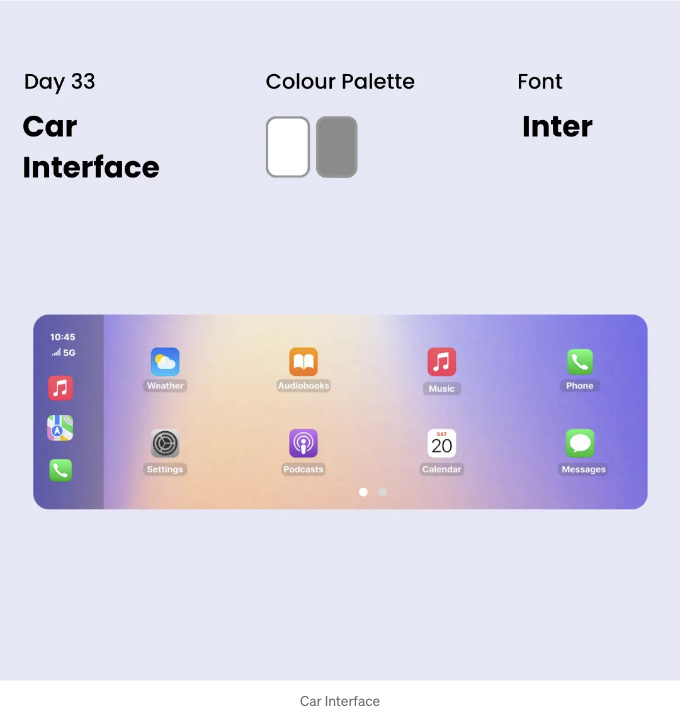 Day 33
Car
Interface
Colour Palette
Font
Inter
10:45
5G
Weather
Audiobooks
Music
Phone
SAT
20
Settings
Podcasts
Calendar
Messages
Car Interface